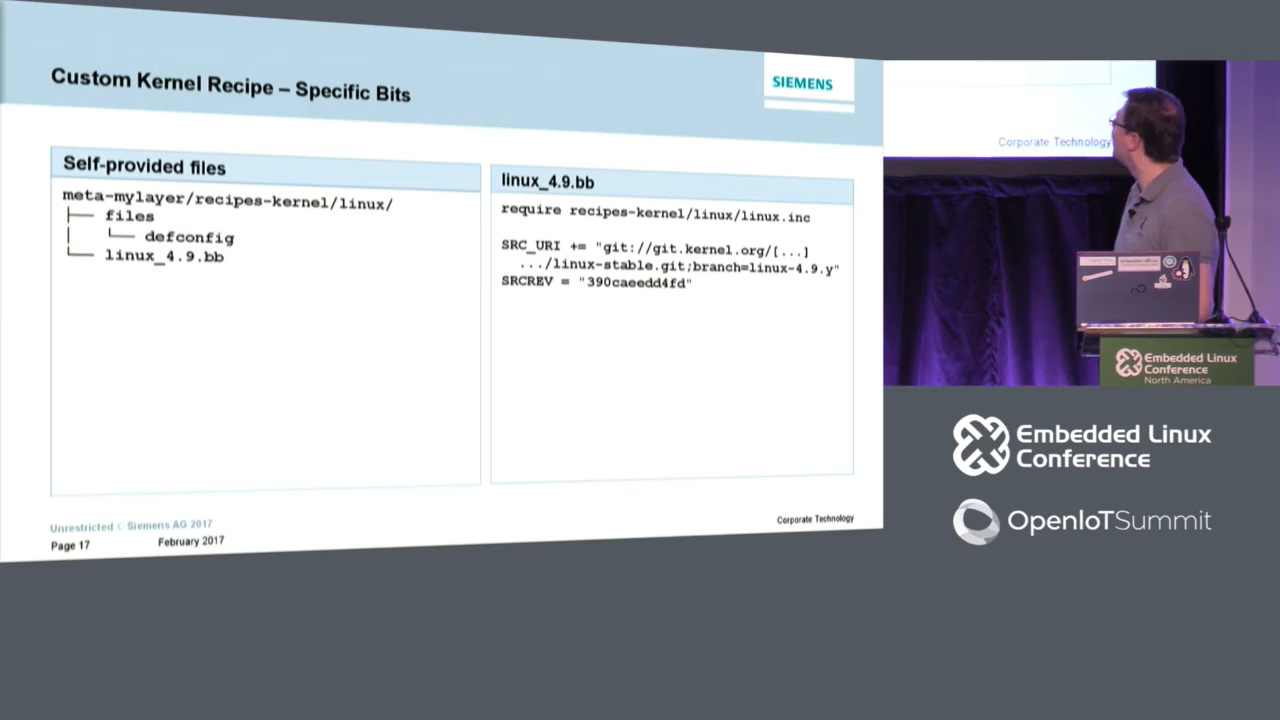 Custom Kernel Recipe – Specific Bits
SIEMENS
Self-provided files
meta-mylayer/recipes-kernel/linux/
├── files
│   └── defconfig
└── linux_4.9.bb
linux_4.9.bb
require recipes-kernel/linux/linux.inc
SRC_URI += "git://git.kernel.org/[...]
.../linux-stable.git;branch=linux-4.9.y"
SRCREV = "390caeedd4fd"
Unrestricted © Siemens AG 2017
Page 17 February 2017
Corporate Technology
Corporate Technology
Embedded Linux
Conference
North America
Embedded Linux
Conference
OpenIoTSummit